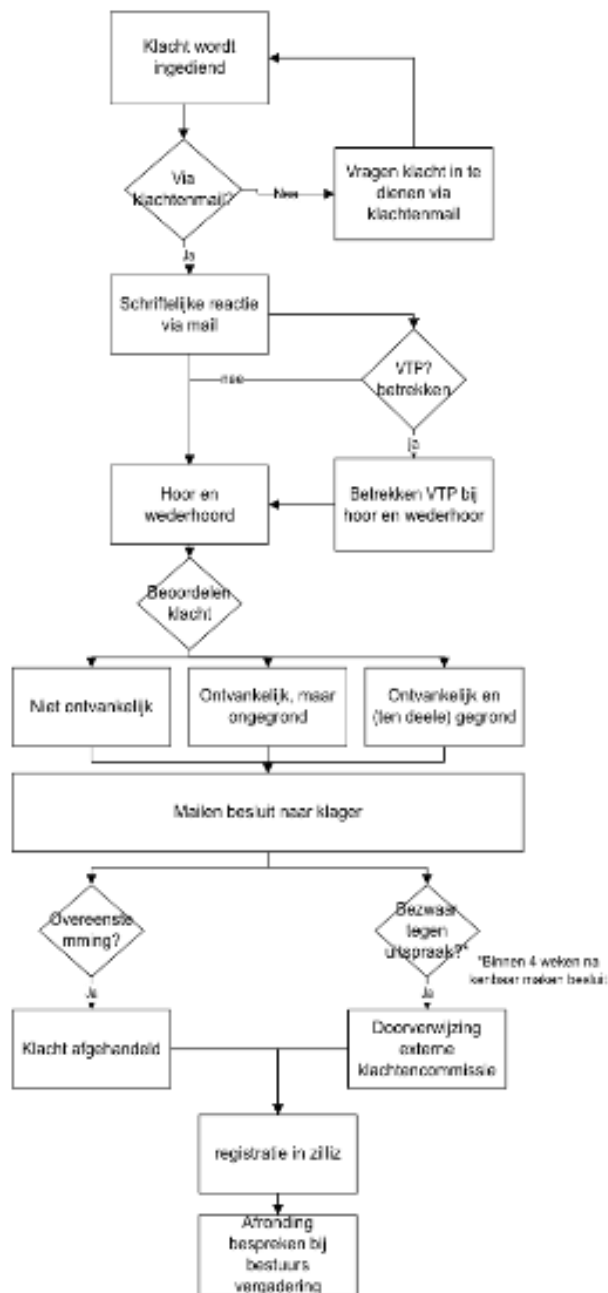 Klacht wordt
ingediend
Via
klachtenmail?
Nee
Vragen klacht in te
dienen via
klachtenmail
Ja
Schriftelijke reactie
via mail
VTP?
betrekken
nee
ja
Hoor en
wederhoord
Betrekken VTP bij
hoor en wederhoor
Beoordelen
klacht
Niet ontvankelijk
Ontvankelijk, maar
ongegrond
Ontvankelijk en
(ten deele) gegrond
Mailen besluit naar klager
Overeenste
mming?
Bezwaar
tegen
uitspraak?*
*Binnen 4 weken na
kenbaar maken besluit
Ja
Ja
Klacht afgehandeld
Doorverwijzing
externe
klachtencommissie
registratie in zilliz
Afronding
bespreken bij
bestuurs
vergadering